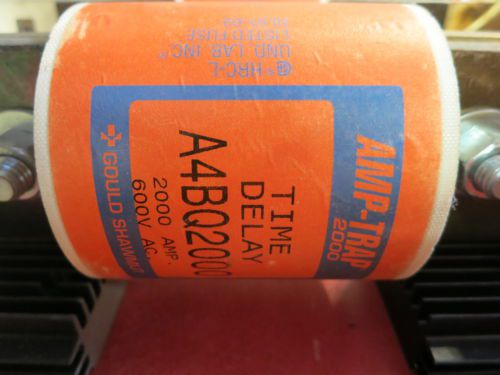 AMP-TRAP
2000
TIME
DELAY
A4BQ2000
2000 AMP.
600V AC.
GOULD SHAWMUT
HRC-L
UND. LAB. INC.
LISTED FUSE